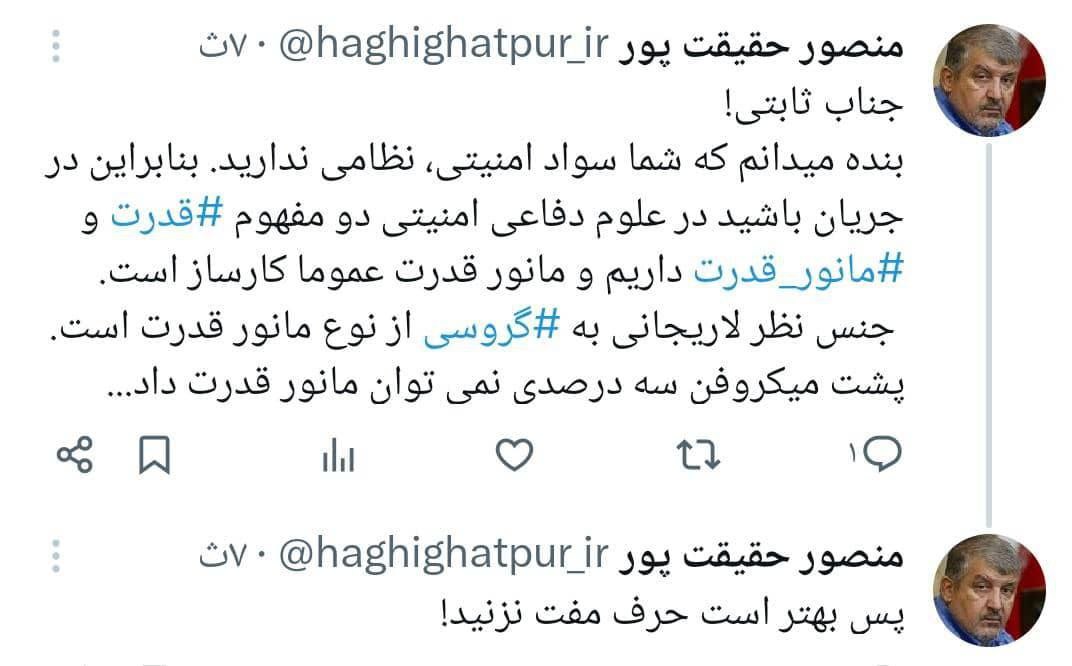 منصور حقیقت پور @haghighatpur_ir · ۷ث
جناب ثابتی!
بنده میدانم که شما سواد امنیتی، نظامی ندارید. بنابراین در
جریان باشید در علوم دفاعی امنیتی دو مفهوم #قدرت و
#مانور_قدرت داریم و مانور قدرت عموما کارساز است.
جنس نظر لاریجانی به #گروسی از نوع مانور قدرت است.
پشت میکروفن سه درصدی نمی توان مانور قدرت داد...
۱
منصور حقیقت پور @haghighatpur_ir · ۷ث
پس بهتر است حرف مفت نزنید!